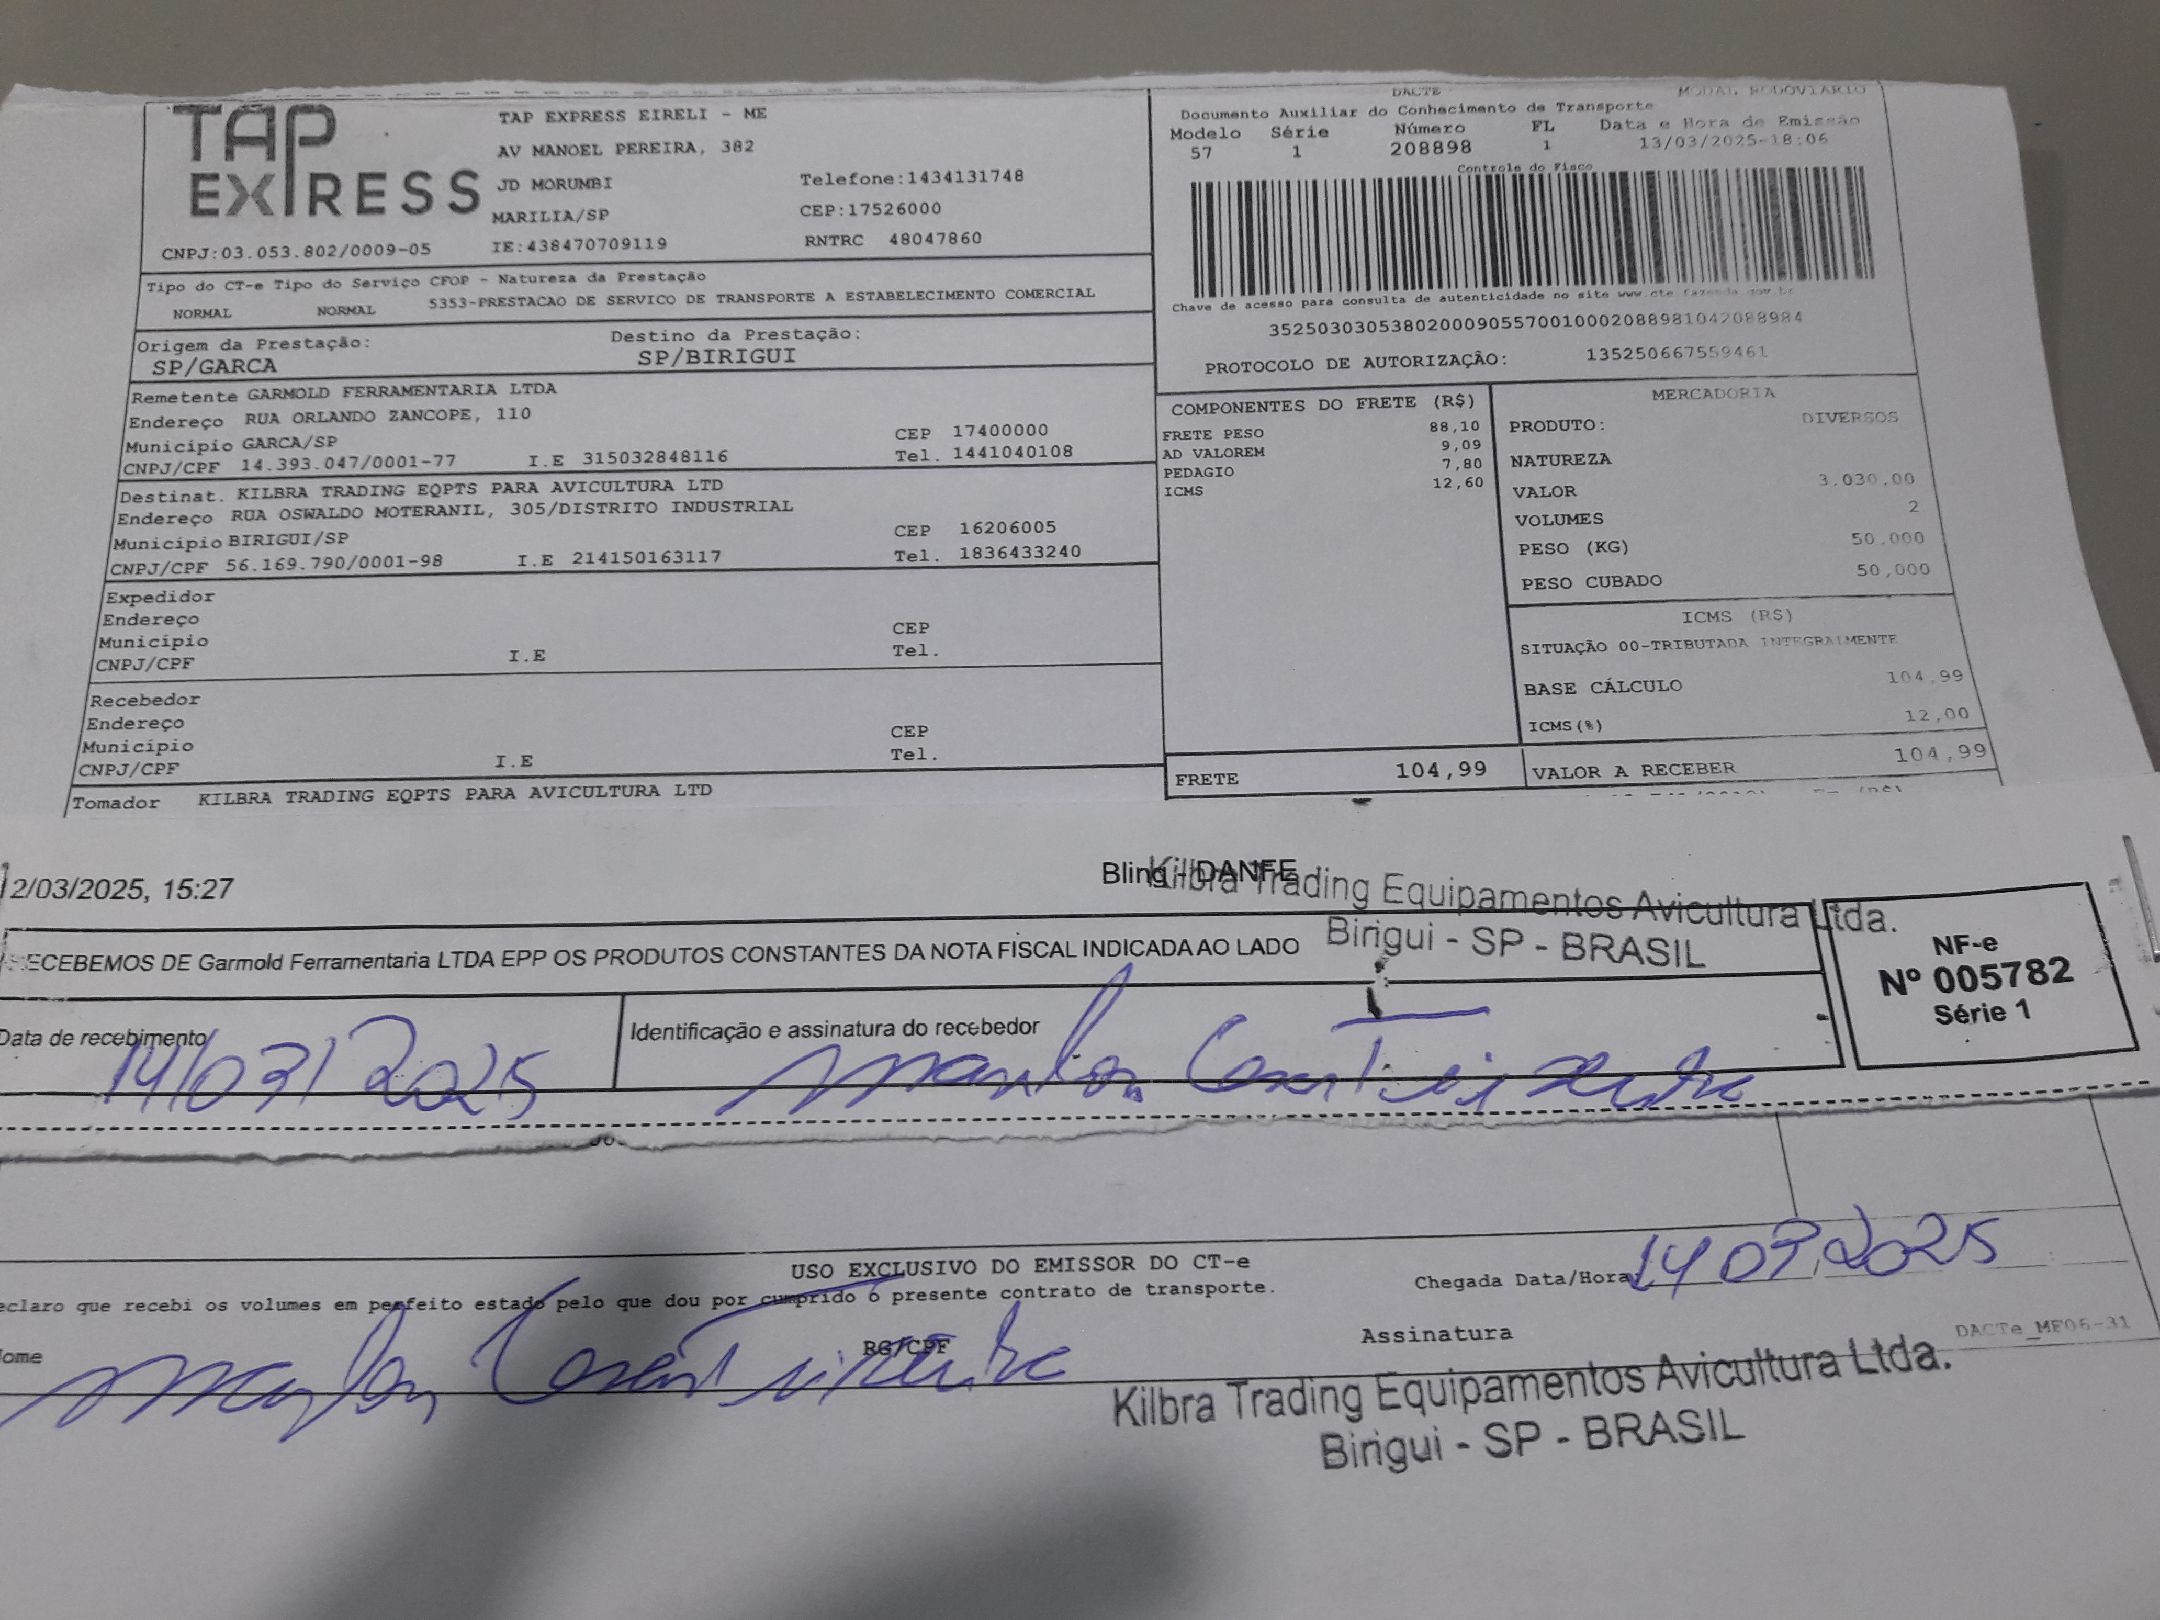 TAP EXPRESS
TAP EXPRESS EIRELI - ME
AV MANOEL PEREIRA, 382
JD MORUMBI Telefone:1434131748
MARILIA/SP CEP:17526000
CNPJ:03.053.802/0009-05 IE:438470709119 RNTRC 48047860
DACTE MODAL RODOVIARIO
Documento Auxiliar do Conhecimento de Transporte
Modelo Série Número FL Data e Hora de Emissão
57 1 208898 1 13/03/2025-18:06
Controle do Fisco
Chave de acesso para consulta de autenticidade no site www.cte.fazenda.gov.br
35250303053802000905570010002088981042088984
PROTOCOLO DE AUTORIZAÇÃO: 135250667559461
Tipo do CT-e Tipo do Serviço CFOP - Natureza da Prestação
NORMAL NORMAL 5353-PRESTACAO DE SERVICO DE TRANSPORTE A ESTABELECIMENTO COMERCIAL
Origem da Prestação: Destino da Prestação:
SP/GARCA SP/BIRIGUI
Remetente GARMOLD FERRAMENTARIA LTDA
Endereço RUA ORLANDO ZANCOPE, 110
Município GARCA/SP CEP 17400000
CNPJ/CPF 14.393.047/0001-77 I.E 315032848116 Tel. 1441040108
Destinat. KILBRA TRADING EQPTS PARA AVICULTURA LTD
Endereço RUA OSWALDO MOTERANIL, 305/DISTRITO INDUSTRIAL
Município BIRIGUI/SP CEP 16206005
CNPJ/CPF 56.169.790/0001-98 I.E 214150163117 Tel. 1836433240
Expedidor
Endereço
Município CEP
CNPJ/CPF I.E Tel.
Recebedor
Endereço
Município CEP
CNPJ/CPF I.E Tel.
Tomador KILBRA TRADING EQPTS PARA AVICULTURA LTD
COMPONENTES DO FRETE (R$)
FRETE PESO 88,10
AD VALOREM 9,09
PEDAGIO 7,80
ICMS 12,60
FRETE 104,99
MERCADORIA
PRODUTO: DIVERSOS
NATUREZA
VALOR 3.030,00
VOLUMES 2
PESO (KG) 50,000
PESO CUBADO 50,000
ICMS (R$)
SITUAÇÃO 00-TRIBUTADA INTEGRALMENTE
BASE CÁLCULO 104,99
ICMS(%) 12,00
VALOR A RECEBER 104,99
12/03/2025, 15:27 Bling - DANFE
Kilbra Trading Equipamentos Avicultura Ltda.
Birigui - SP - BRASIL
RECEBEMOS DE Garmold Ferramentaria LTDA EPP OS PRODUTOS CONSTANTES DA NOTA FISCAL INDICADA AO LADO
NF-e
Nº 005782
Série 1
Data de recebimento Identificação e assinatura do recebedor
14/03/2025
USO EXCLUSIVO DO EMISSOR DO CT-e
eclaro que recebi os volumes em perfeito estado pelo que dou por cumprido o presente contrato de transporte.
Chegada Data/Hora 14 03 2025
ome RG/CPF Assinatura
DACTe_MF06-31
Kilbra Trading Equipamentos Avicultura Ltda.
Birigui - SP - BRASIL